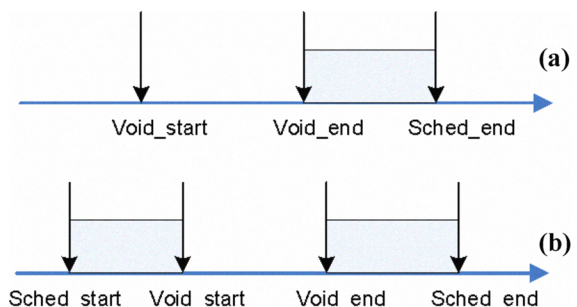 (a)
Void_start Void_end Sched_end
(b)
Sched_start Void_start Void_end Sched_end